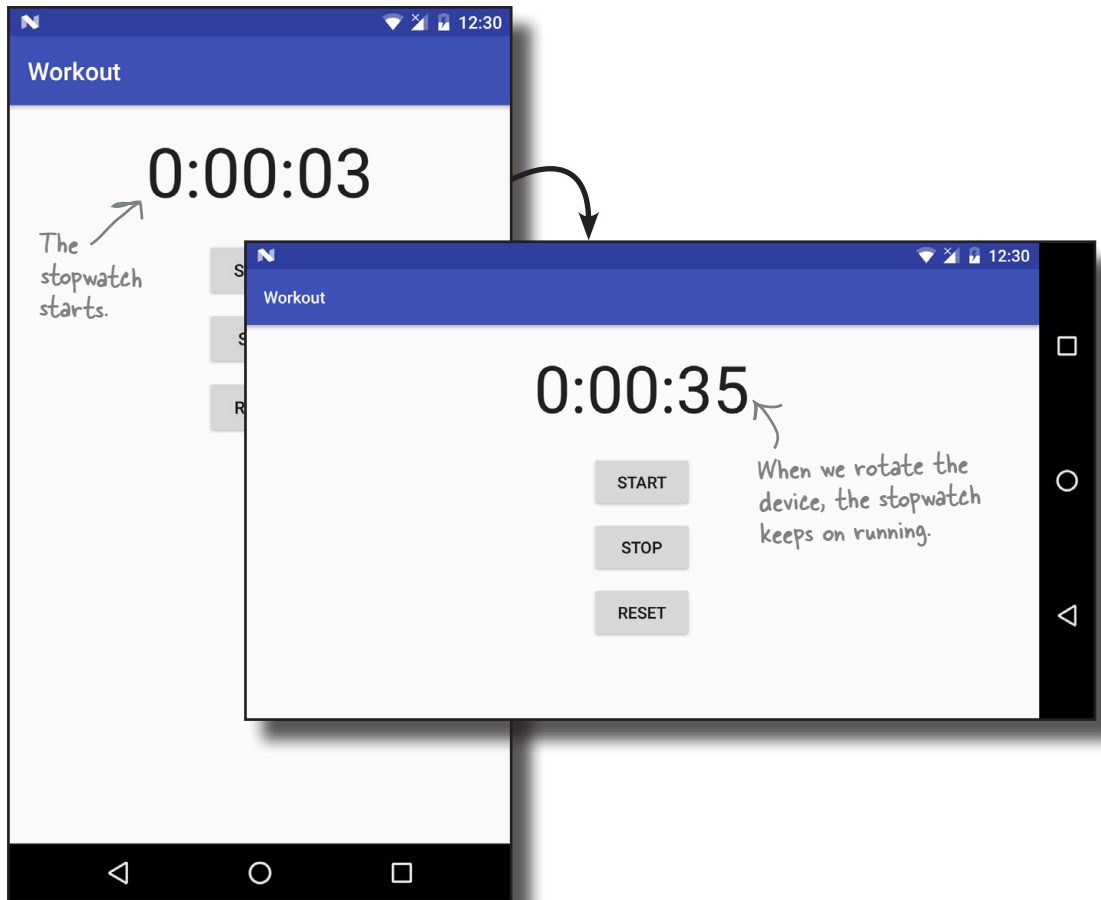 12:30
Workout
0:00:03
The
stopwatch
starts.
S
S
R
12:30
Workout
0:00:35
When we rotate the
device, the stopwatch
keeps on running.
START
STOP
RESET